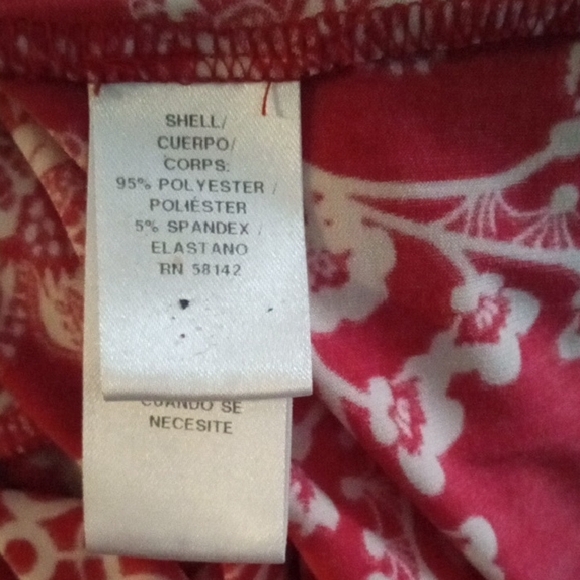 SHELL/
CUERPO/
CORPS:
95% POLYESTER /
POLIÉSTER
5% SPANDEX /
ELASTANO
RN 58142
CUANDO SE
NECESITE